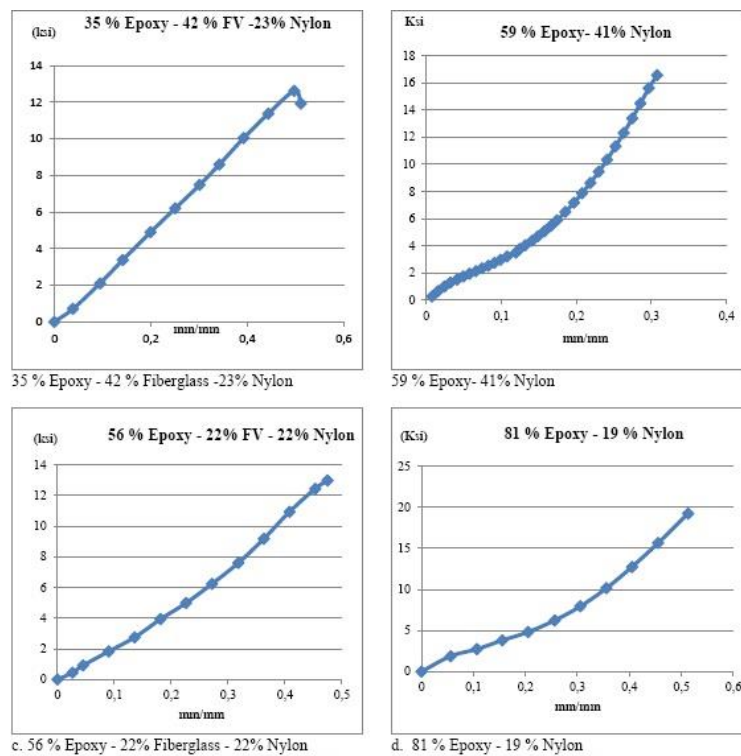 35 % Epoxy - 42 % FV -23% Nylon
(ksi)
14
12
10
8
6
4
2
0
0 0,2 0,4 0,6
mm/mm
35 % Epoxy - 42 % Fiberglass -23% Nylon
Ksi
59 % Epoxy- 41% Nylon
18
16
14
12
10
8
6
4
2
0
0 0,1 0,2 0,3 0,4
mm/mm
59 % Epoxy- 41% Nylon
(ksi)
56 % Epoxy - 22% FV - 22% Nylon
14
12
10
8
6
4
2
0
0 0,1 0,2 0,3 0,4 0,5
mm/mm
c. 56 % Epoxy - 22% Fiberglass - 22% Nylon
(Ksi)
81 % Epoxy - 19 % Nylon
25
20
15
10
5
0
0 0,1 0,2 0,3 0,4 0,5 0,6
mm/mm
d. 81 % Epoxy - 19 % Nylon